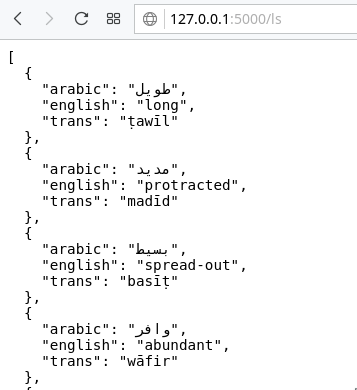 127.0.0.1:5000/ls
[
  {
    "arabic": "طويل",
    "english": "long",
    "trans": "ṭawīl"
  },
  {
    "arabic": "مديد",
    "english": "protracted",
    "trans": "madīd"
  },
  {
    "arabic": "بسيط",
    "english": "spread-out",
    "trans": "basīṭ"
  },
  {
    "arabic": "وافر",
    "english": "abundant",
    "trans": "wāfir"
  },